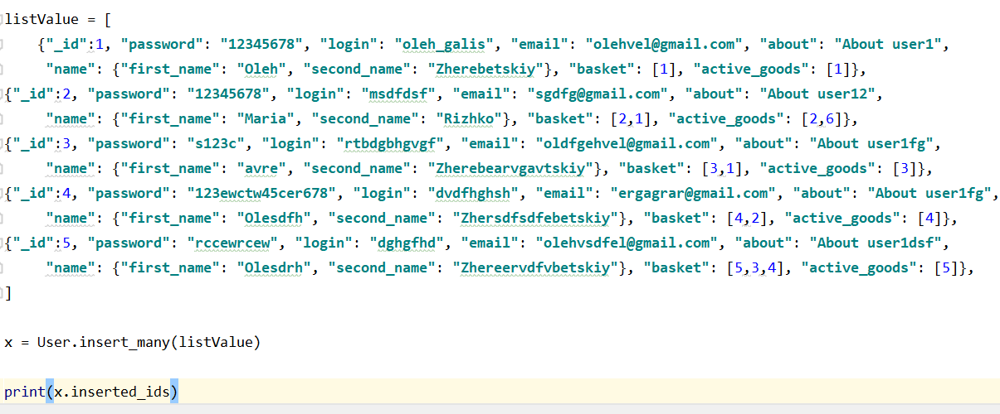 listValue = [
    {"_id":1, "password": "12345678", "login": "oleh_galis", "email": "olehvel@gmail.com", "about": "About user1",
     "name": {"first_name": "Oleh", "second_name": "Zherebetskiy"}, "basket": [1], "active_goods": [1]},
{"_id":2, "password": "12345678", "login": "msdfdsf", "email": "sgdfg@gmail.com", "about": "About user12",
     "name": {"first_name": "Maria", "second_name": "Rizhko"}, "basket": [2,1], "active_goods": [2,6]},
{"_id":3, "password": "s123c", "login": "rtbdgbhgvgf", "email": "oldfgehvel@gmail.com", "about": "About user1fg",
     "name": {"first_name": "avre", "second_name": "Zherebearvgavtskiy"}, "basket": [3,1], "active_goods": [3]},
{"_id":4, "password": "123ewctw45cer678", "login": "dvdfhghsh", "email": "ergagrar@gmail.com", "about": "About user1fg",
     "name": {"first_name": "Olesdfh", "second_name": "Zhersdfsdfebetskiy"}, "basket": [4,2], "active_goods": [4]},
{"_id":5, "password": "rccewrcew", "login": "dghgfhd", "email": "olehvsdfel@gmail.com", "about": "About user1dsf",
     "name": {"first_name": "Olesdrh", "second_name": "Zhereervdfvbetskiy"}, "basket": [5,3,4], "active_goods": [5]},
]
x = User.insert_many(listValue)
print(x.inserted_ids)